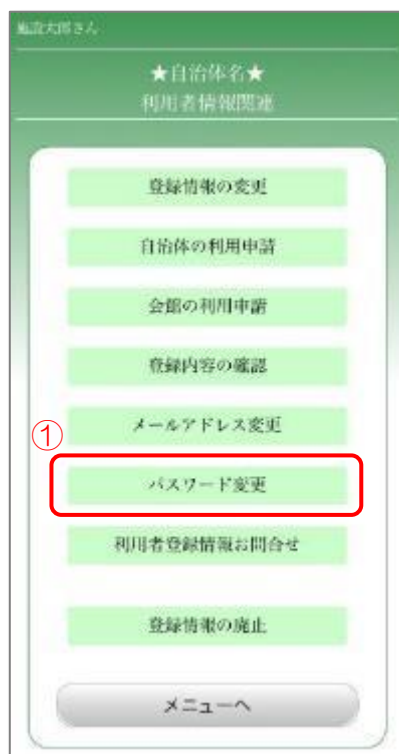 施設太郎さん
★自治体名★
利用者情報関連
登録情報の変更
自治体の利用申請
会館の利用申請
登録内容の確認
メールアドレス変更
①
パスワード変更
利用者登録情報お問合せ
登録情報の廃止
メニューへ